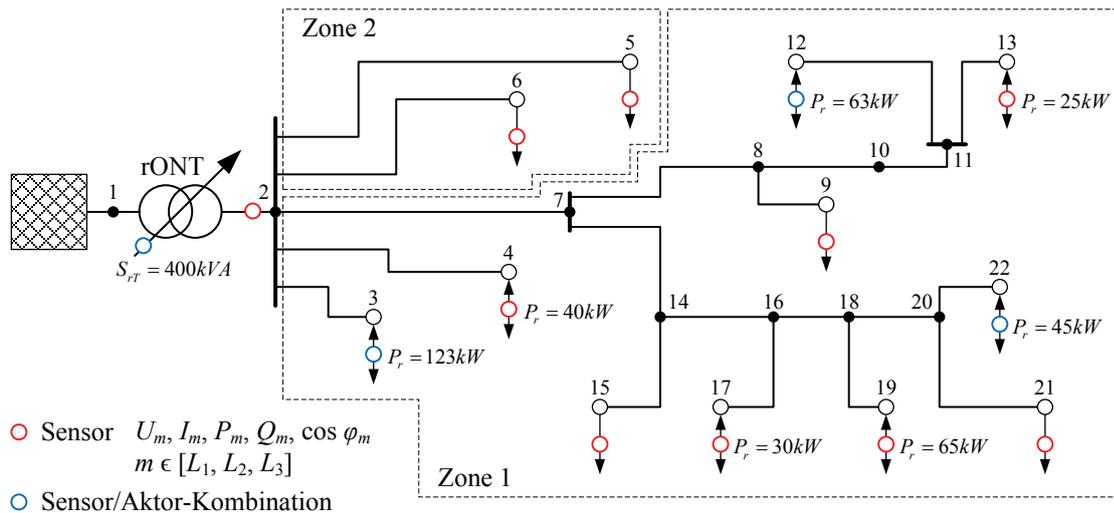 Zone 2
5
12
13
6
P_r = 63kW
P_r = 25kW
rONT
8
10
11
1
2
7
9
S_rT = 400kVA
4
22
3
P_r = 40kW
14
16
18
20
P_r = 45kW
P_r = 123kW
15
17
19
21
Sensor U_m, I_m, P_m, Q_m, cos φ_m
m ϵ [L_1, L_2, L_3]
P_r = 30kW
P_r = 65kW
Zone 1
Sensor/Aktor-Kombination